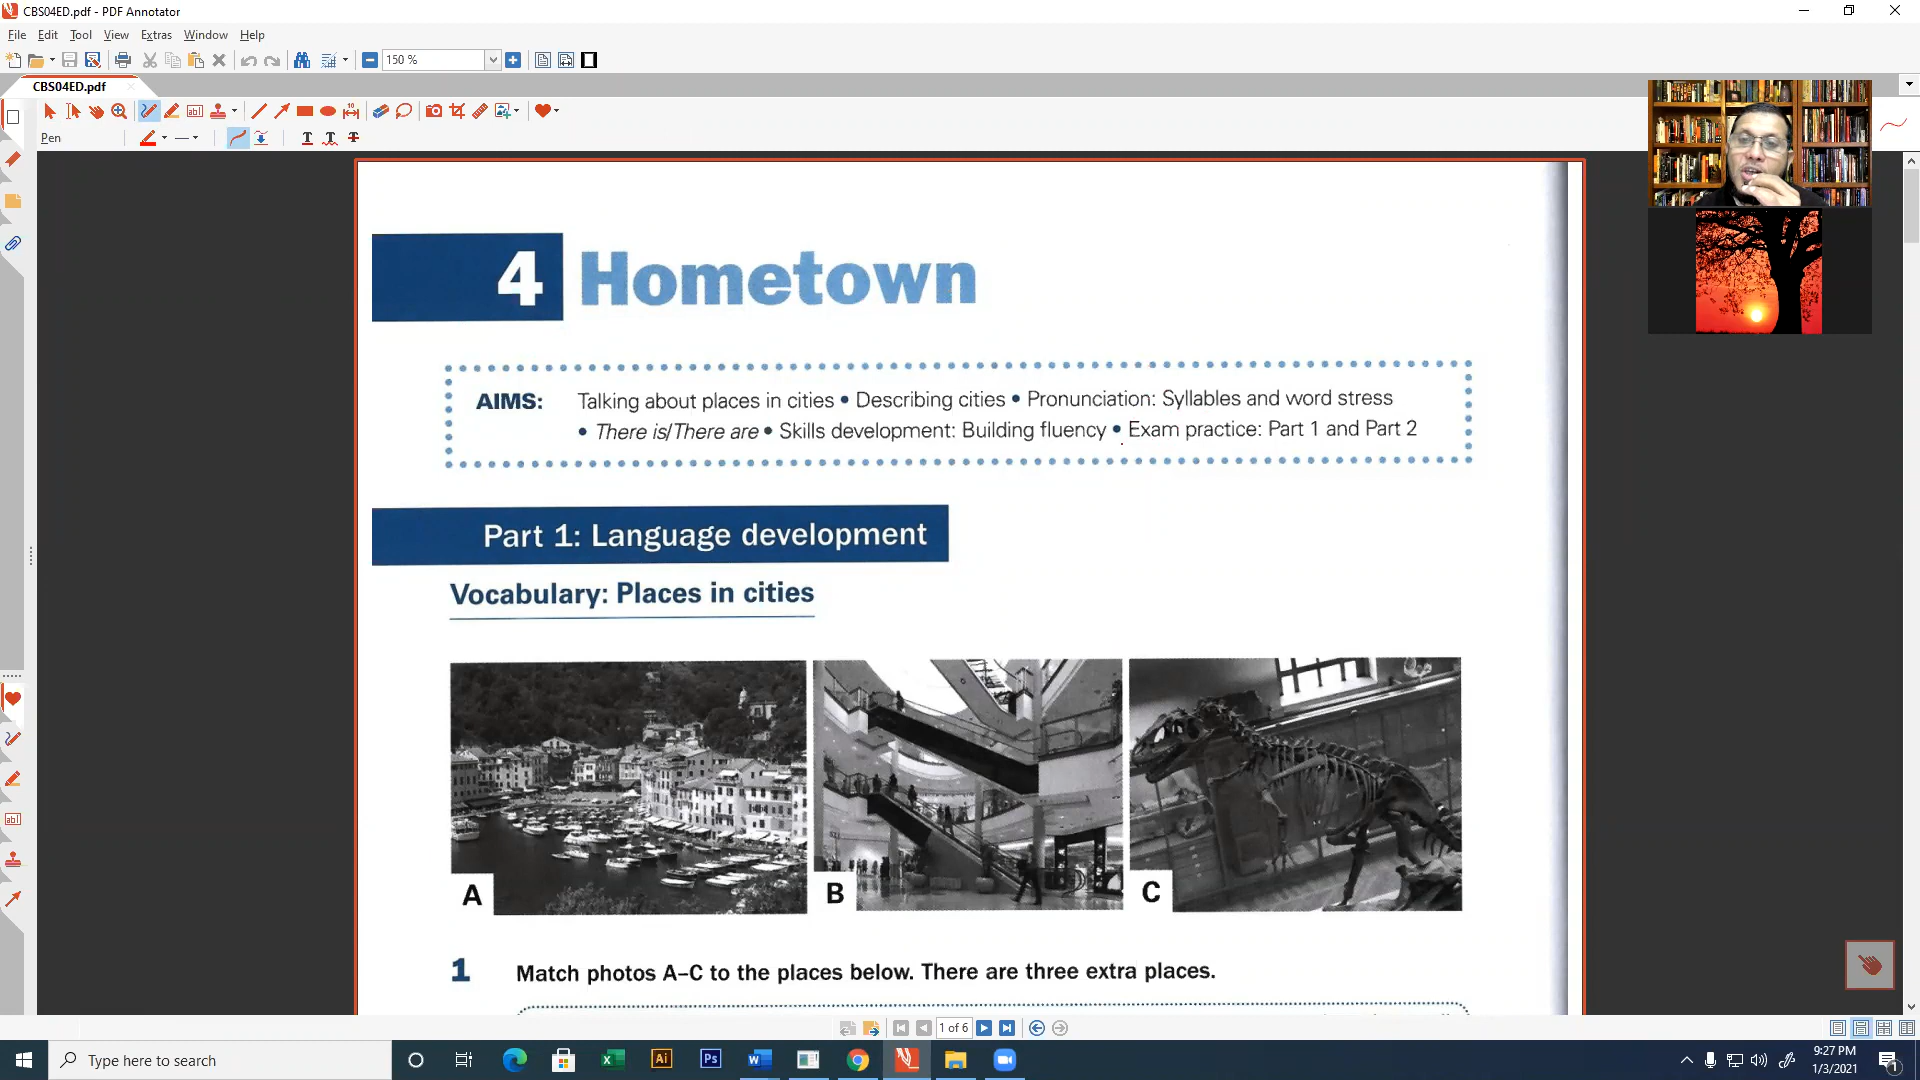 CBS04ED.pdf - PDF Annotator
File Edit Tool View Extras Window Help
150 %
CBS04ED.pdf
Pen
4 Hometown
AIMS: Talking about places in cities • Describing cities • Pronunciation: Syllables and word stress
• There is/There are • Skills development: Building fluency • Exam practice: Part 1 and Part 2
Part 1: Language development
Vocabulary: Places in cities
A B C
1 Match photos A–C to the places below. There are three extra places.
1 of 6
Type here to search
9:27 PM
1/3/2021